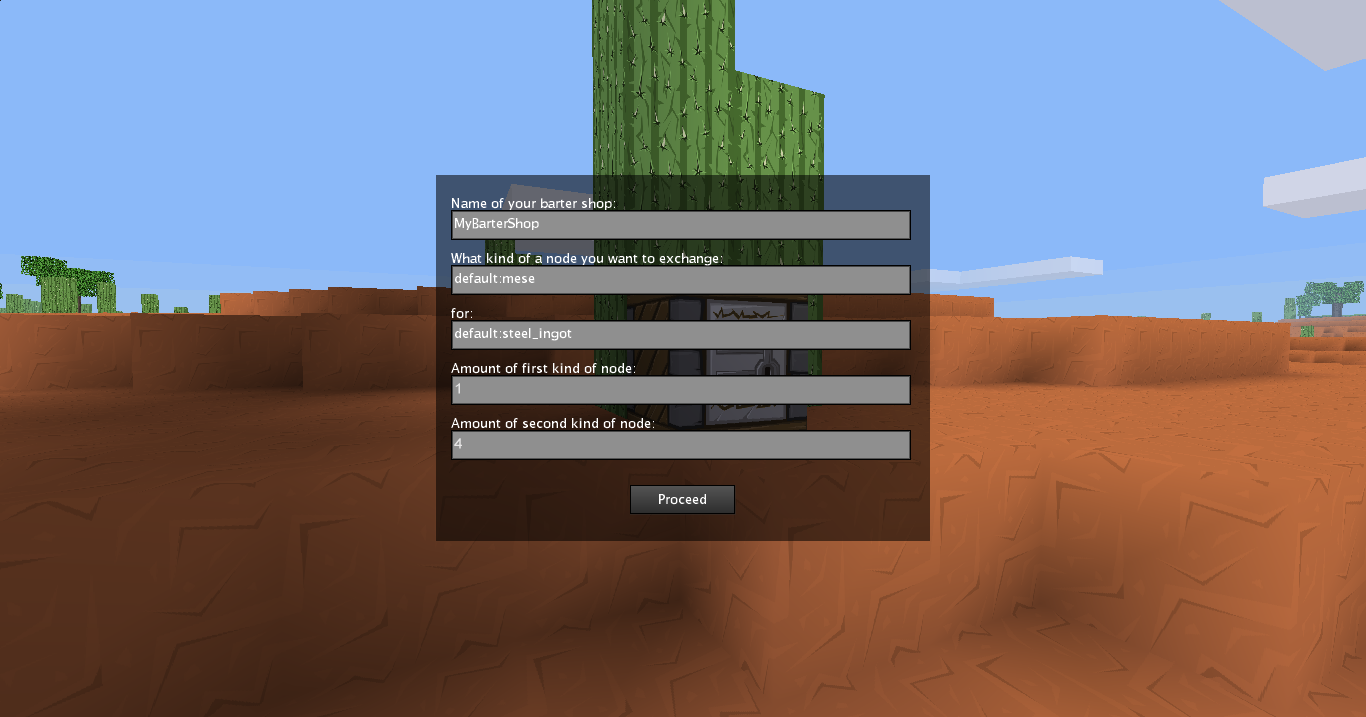 Name of your barter shop:
MyBarterShop
What kind of a node you want to exchange:
default:mese
for:
default:steel_ingot
Amount of first kind of node:
1
Amount of second kind of node:
4
Proceed